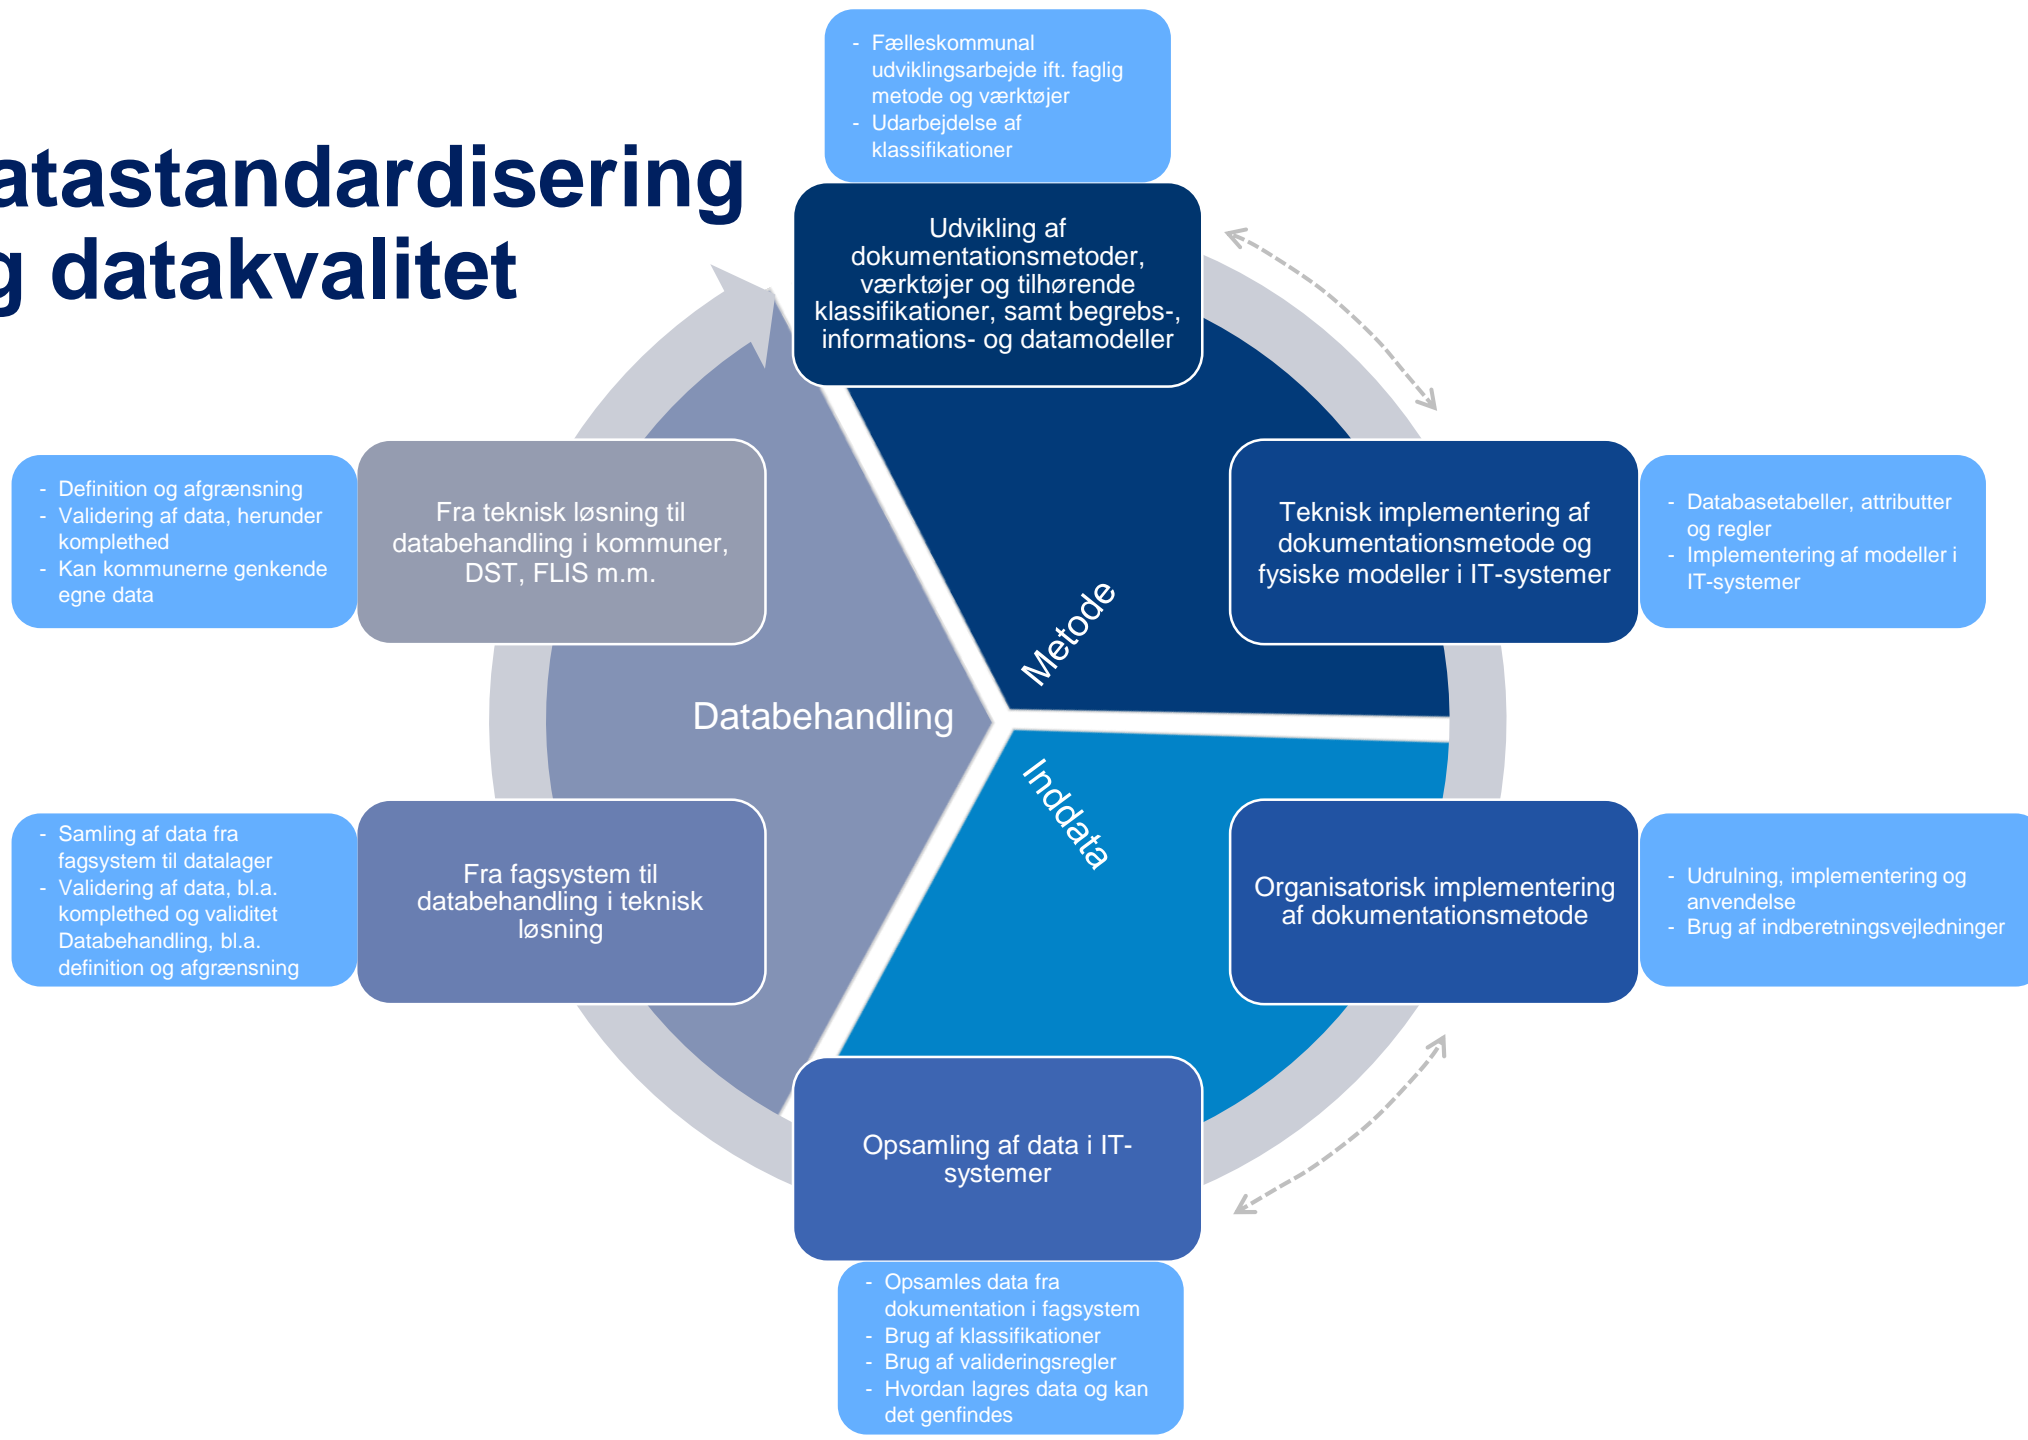 atastandardisering
g datakvalitet
- Fælleskommunal
udviklingsarbejde ift. faglig
metode og værktøjer
- Udarbejdelse af
klassifikationer
Udvikling af
dokumentationsmetoder,
værktøjer og tilhørende
klassifikationer, samt begrebs-,
informations- og datamodeller
Teknisk implementering af
dokumentationsmetode og
fysiske modeller i IT-systemer
- Databasetabeller, attributter
og regler
- Implementering af modeller i
IT-systemer
Organisatorisk implementering
af dokumentationsmetode
- Udrulning, implementering og
anvendelse
- Brug af indberetningsvejledninger
Opsamling af data i IT-
systemer
- Opsamles data fra
dokumentation i fagsystem
- Brug af klassifikationer
- Brug af valideringsregler
- Hvordan lagres data og kan
det genfindes
Fra fagsystem til
databehandling i teknisk
løsning
- Samling af data fra
fagsystem til datalager
- Validering af data, bl.a.
komplethed og validitet
Databehandling, bl.a.
definition og afgrænsning
Fra teknisk løsning til
databehandling i kommuner,
DST, FLIS m.m.
- Definition og afgrænsning
- Validering af data, herunder
komplethed
- Kan kommunerne genkende
egne data
Metode
Inddata
Databehandling